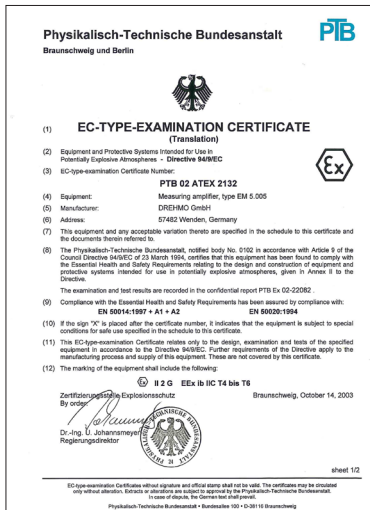 Physikalisch-Technische Bundesanstalt
PTB
Braunschweig und Berlin
(1) EC-TYPE-EXAMINATION CERTIFICATE
(Translation)
(2) Equipment and Protective Systems Intended for Use in
Potentially Explosive Atmospheres - Directive 94/9/EC
(3) EC-type-examination Certificate Number:
PTB 02 ATEX 2132
(4) Equipment: Measuring amplifier, type EM 5.005
(5) Manufacturer: DREHMO GmbH
(6) Address: 57482 Wenden, Germany
(7) This equipment and any acceptable variation thereto are specified in the schedule to this certificate and
the documents therein referred to.
(8) The Physikalisch-Technische Bundesanstalt, notified body No. 0102 in accordance with Article 9 of the
Council Directive 94/9/EC of 23 March 1994, certifies that this equipment has been found to comply with
the Essential Health and Safety Requirements relating to the design and construction of equipment and
protective systems intended for use in potentially explosive atmospheres, given in Annex II to the
Directive.
The examination and test results are recorded in the confidential report PTB Ex 02-22082 .
(9) Compliance with the Essential Health and Safety Requirements has been assured by compliance with:
EN 50014:1997 + A1 + A2 EN 50020:1994
(10) If the sign "X" is placed after the certificate number, it indicates that the equipment is subject to special
conditions for safe use specified in the schedule to this certificate.
(11) This EC-type-examination Certificate relates only to the design, examination and tests of the specified
equipment in accordance to the Directive 94/9/EC. Further requirements of the Directive apply to the
manufacturing process and supply of this equipment. These are not covered by this certificate.
(12) The marking of the equipment shall include the following:
Ex II 2 G EEx ib IIC T4 bis T6
Zertifizierungsstelle Explosionsschutz Braunschweig, October 14, 2003
By order:
Dr.-Ing. U. Johannsmeyer
Regierungsdirektor
sheet 1/2
EC-type-examination Certificates without signature and official stamp shall not be valid. The certificates may be circulated
only without alteration. Extracts or alterations are subject to approval by the Physikalisch-Technische Bundesanstalt.
In case of dispute, the German text shall prevail.
Physikalisch-Technische Bundesanstalt • Bundesallee 100 • D-38116 Braunschweig